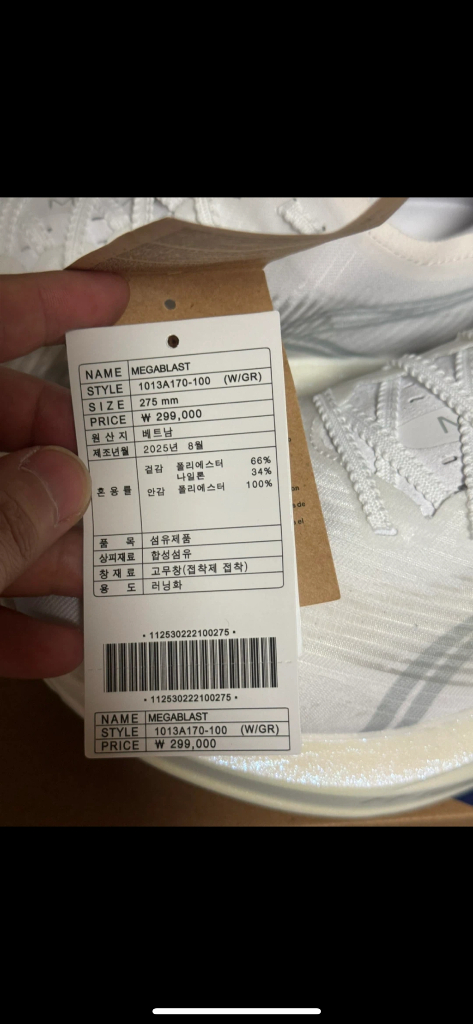 NAME MEGABLAST
STYLE 1013A170-100 (W/GR)
SIZE 275 mm
PRICE ₩ 299,000
원산지 베트남
제조년월 2025년 8월
혼용률 겉감 폴리에스터 66%
나일론 34%
안감 폴리에스터 100%
품목 섬유제품
상피재료 합성섬유
창재료 고무창(접착제 접착)
용도 러닝화
• 112530222100275 •
• 112530222100275 •
NAME MEGABLAST
STYLE 1013A170-100 (W/GR)
PRICE ₩ 299,000